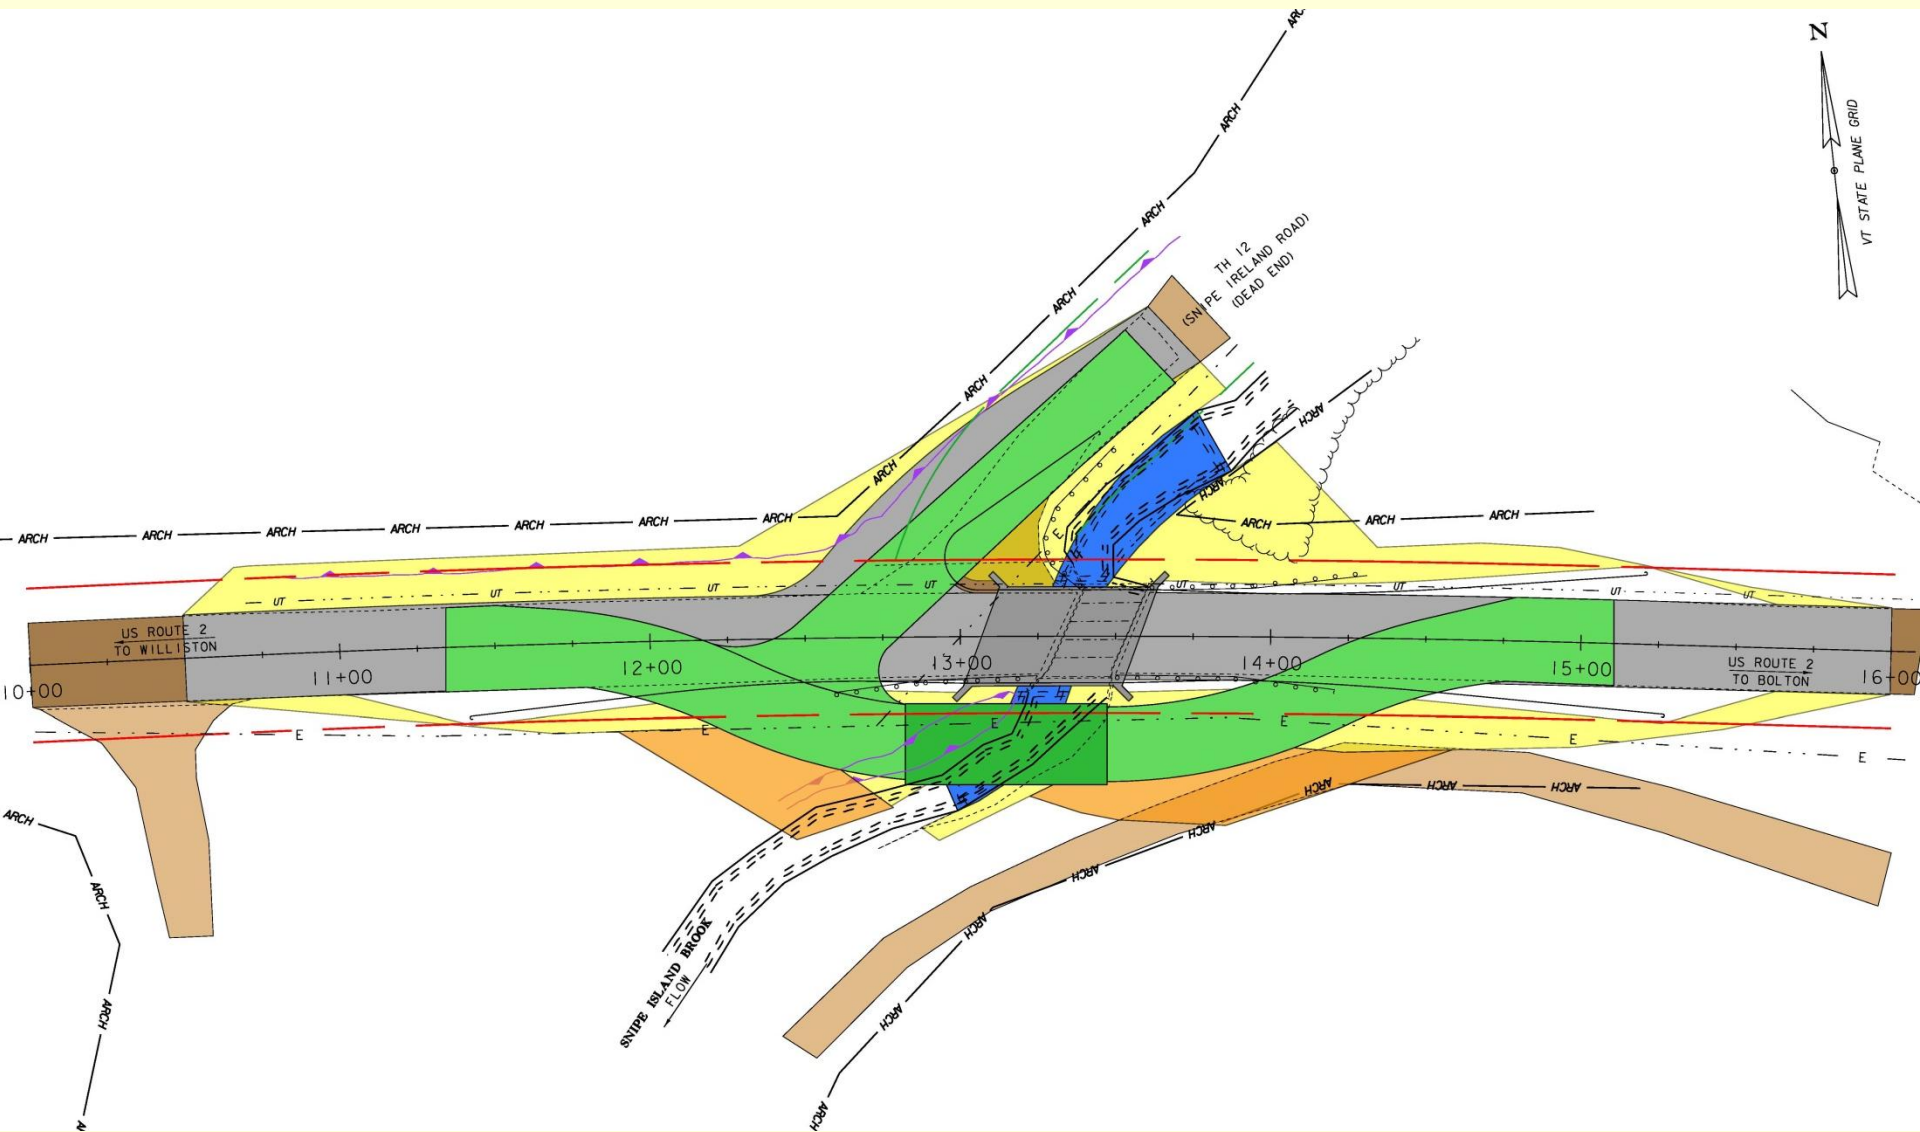 ARCH
N
VT STATE PLANE GRID
ARCH
ARCH
TH 12
(SNIPE IRELAND ROAD)
(DEAD END)
ARCH
ARCH
ARCH
ARCH
ARCH
ARCH ARCH ARCH ARCH ARCH ARCH ARCH ARCH ARCH ARCH
E
UT UT UT UT UT UT UT
US ROUTE 2
TO WILLISTON
10+00 11+00 12+00 13+00 14+00 15+00 16+00
US ROUTE 2
TO BOLTON
E E E E E E
ARCH ARCH ARCH
ARCH
ARCH
ARCH
ARCH
ARCH
SNIPE ISLAND BROOK
FLOW
ARCH
ARCH
ARCH